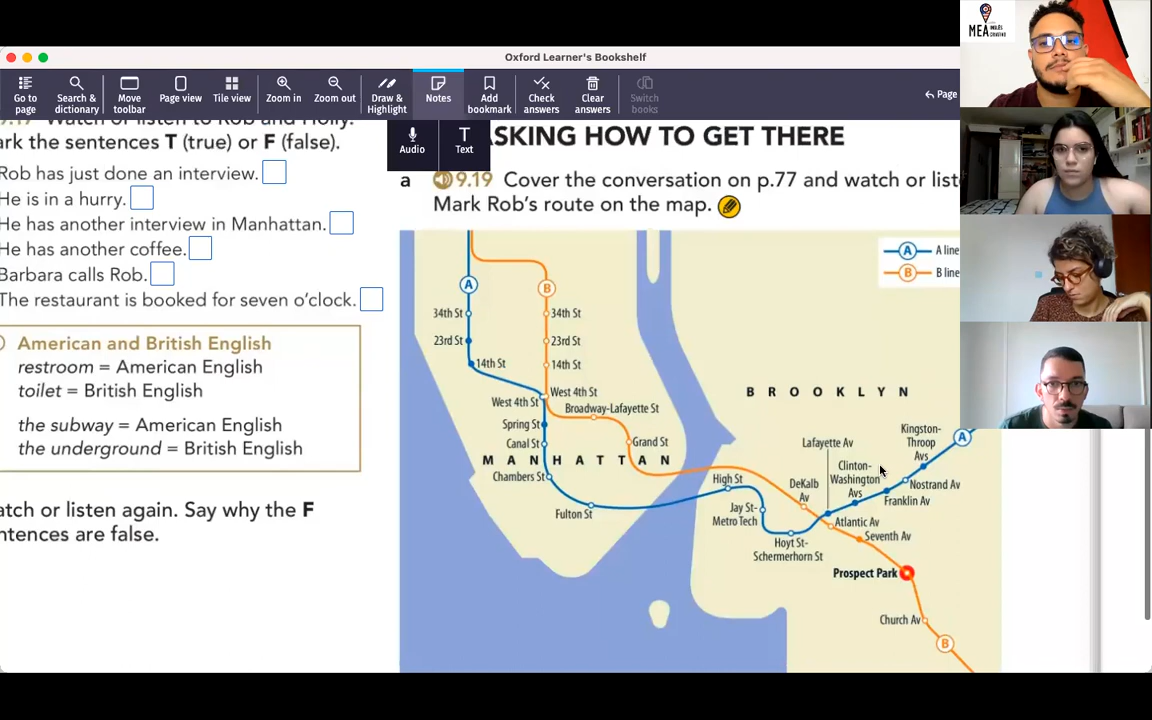 Oxford Learner's Bookshelf
MEA INGLÊS
Go to page
Search & dictionary
Move toolbar
Page view
Tile view
Zoom in
Zoom out
Draw & Highlight
Notes
Add bookmark
Check answers
Clear answers
Switch books
Page
Audio
Text
ark the sentences T (true) or F (false).
Rob has just done an interview.
He is in a hurry.
He has another interview in Manhattan.
He has another coffee.
Barbara calls Rob.
The restaurant is booked for seven o'clock.
American and British English
restroom = American English
toilet = British English
the subway = American English
the underground = British English
atch or listen again. Say why the F
ntences are false.
SKING HOW TO GET THERE
a 9.19 Cover the conversation on p.77 and watch or list
Mark Rob's route on the map.
A A line
B B line
A
B
34th St
34th St
23rd St
23rd St
14th St
14th St
West 4th St
West 4th St
Broadway-Lafayette St
Spring St
Canal St
Grand St
MANHATTAN
Chambers St
Fulton St
BROOKLYN
High St
Jay St-
Metro Tech
Hoyt St-
Schermerhorn St
DeKalb
Av
Lafayette Av
Clinton-
Washington
Avs
Kingston-
Throop
Avs
A
Nostrand Av
Franklin Av
Atlantic Av
Seventh Av
Prospect Park
Church Av
B